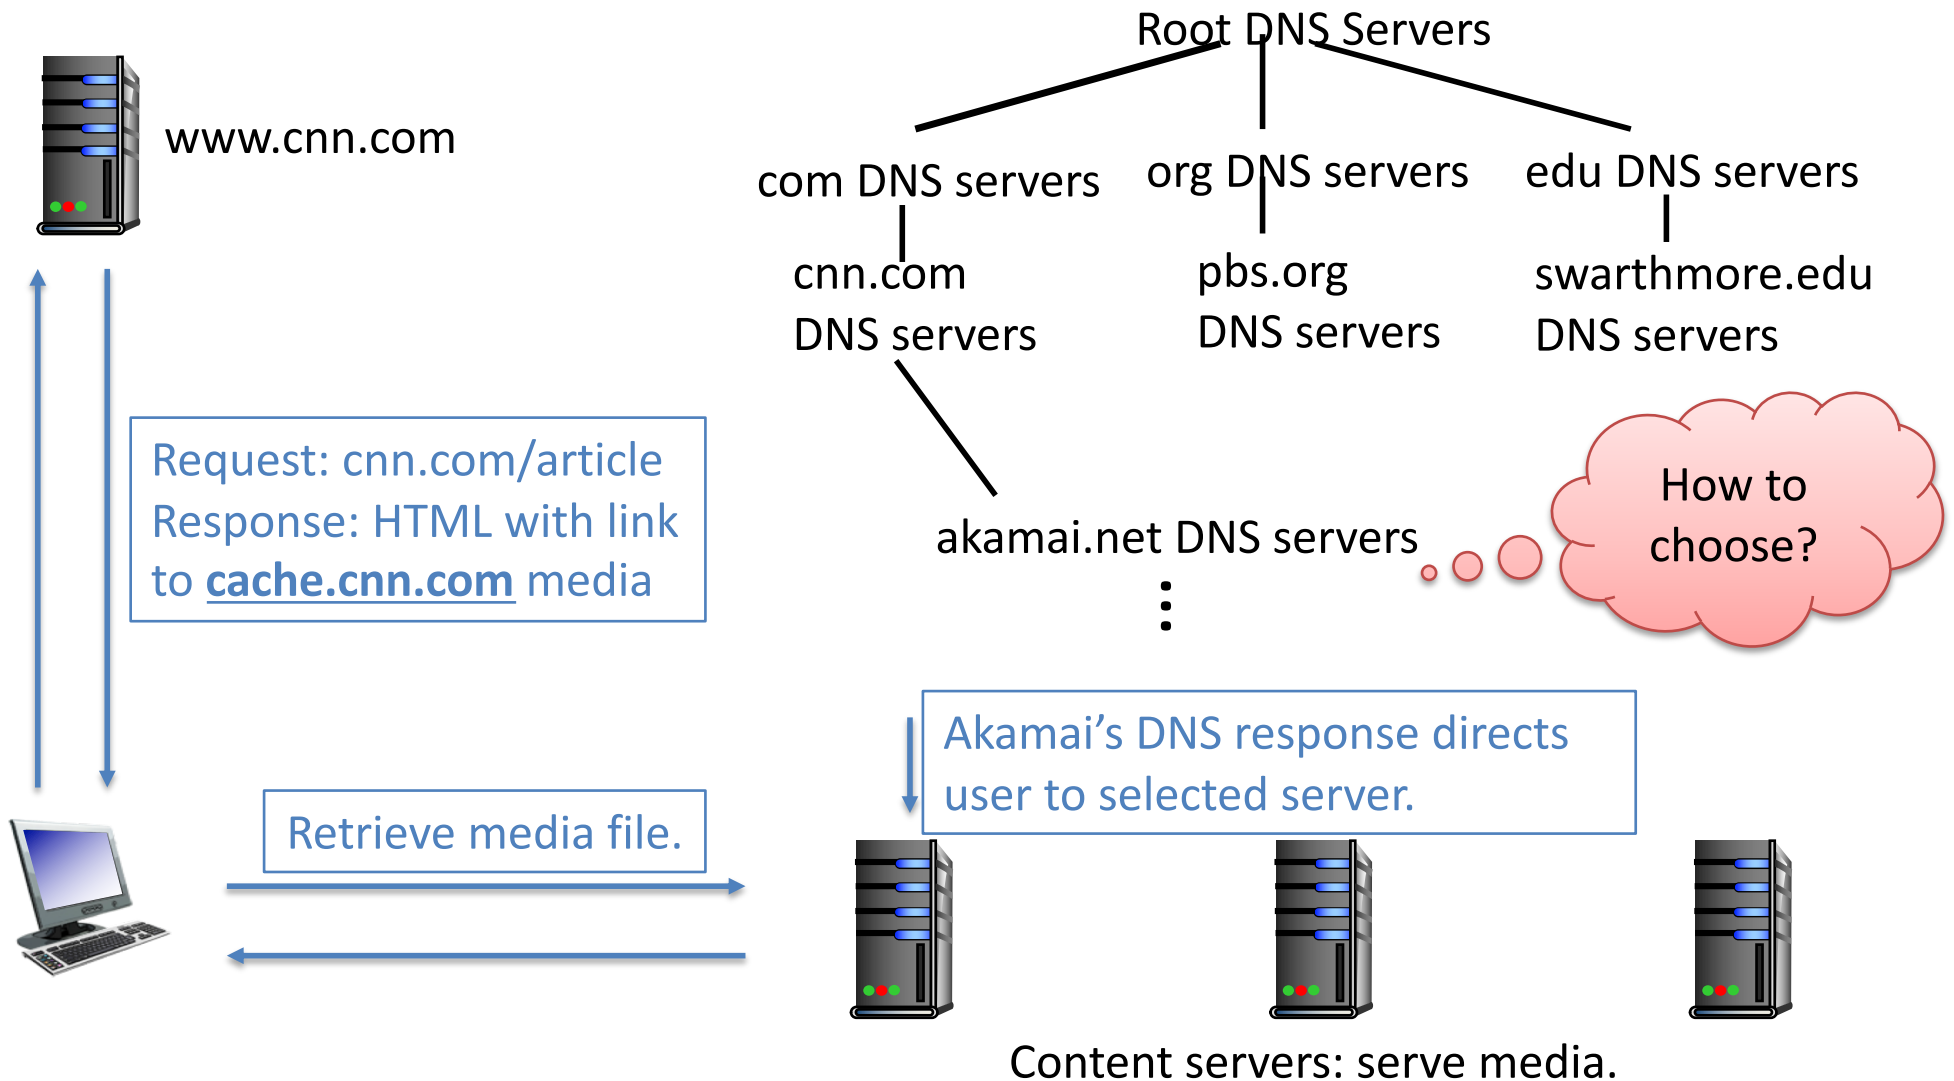 Root DNS Servers
www.cnn.com
com DNS servers
org DNS servers
edu DNS servers
cnn.com
DNS servers
pbs.org
DNS servers
swarthmore.edu
DNS servers
Request: cnn.com/article
Response: HTML with link
to cache.cnn.com media
How to
choose?
akamai.net DNS servers
Akamai’s DNS response directs
user to selected server.
Retrieve media file.
Content servers: serve media.